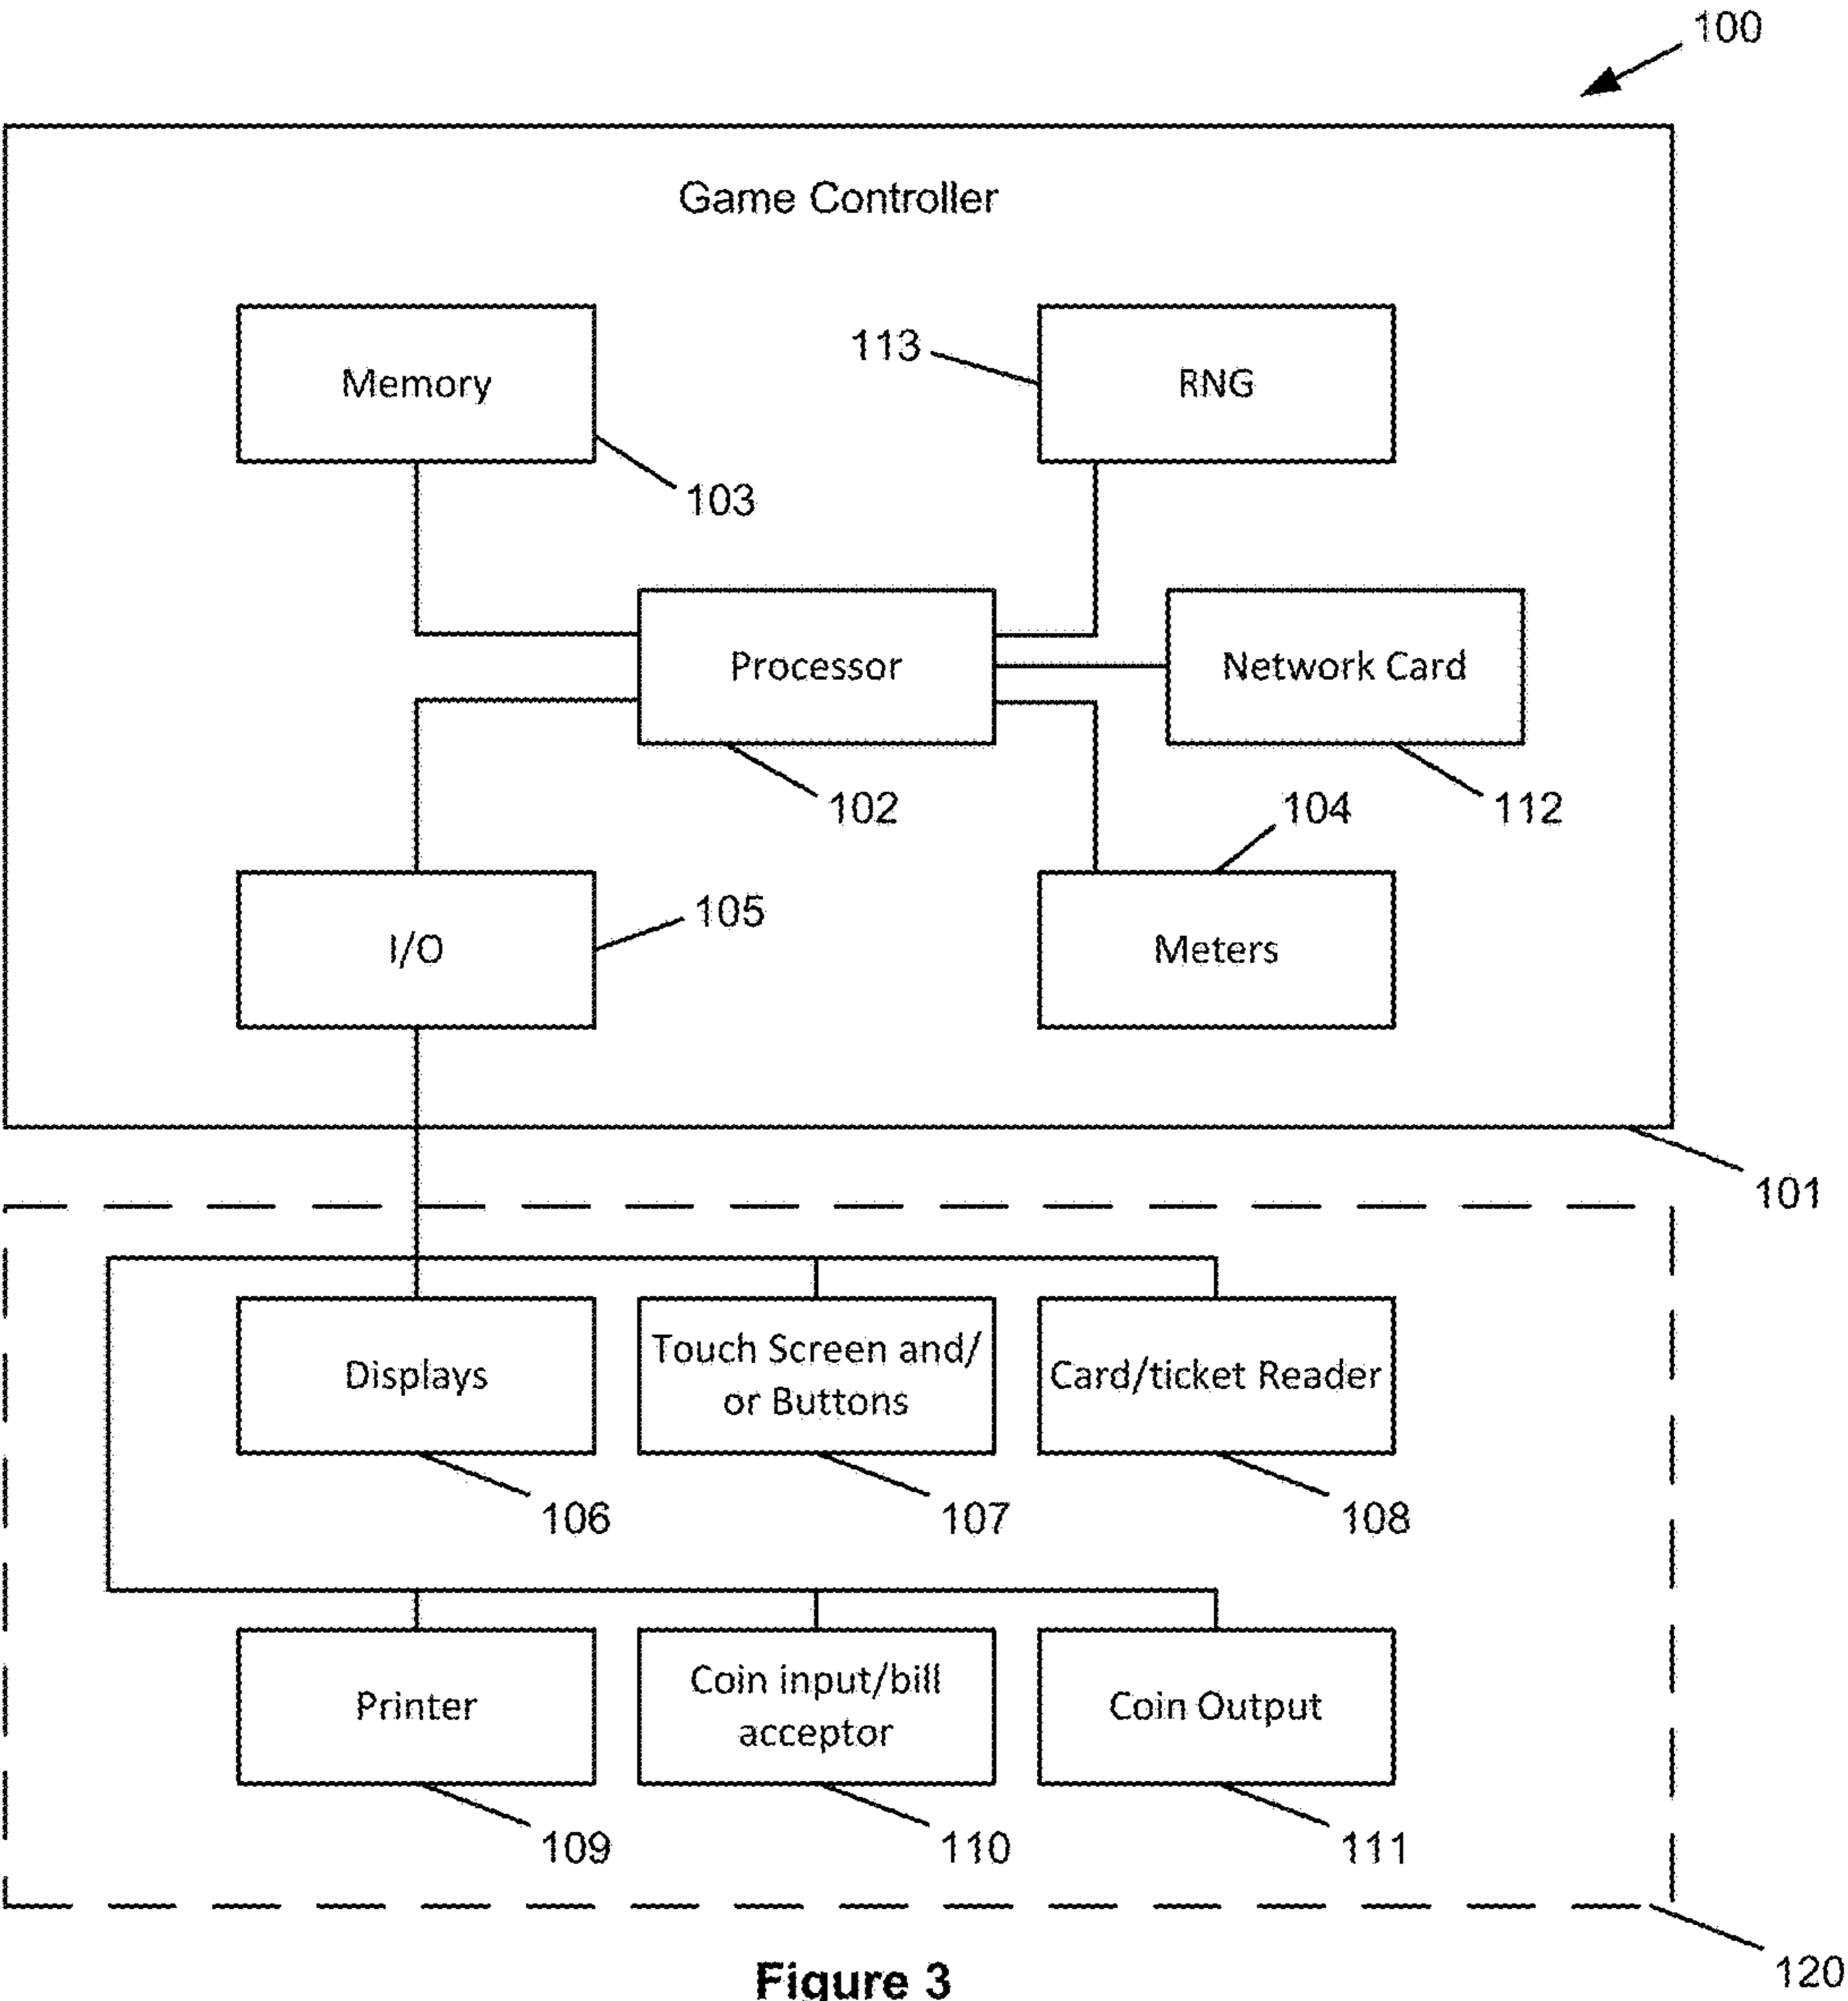 100
Game Controller
Memory
113
RNG
103
Processor
Network Card
102
104
112
I/O
105
Meters
101
Displays
Touch Screen and/
or Buttons
Card/ticket Reader
106
107
108
Printer
Coin input/bill
acceptor
Coin Output
109
110
111
120
Figure 3